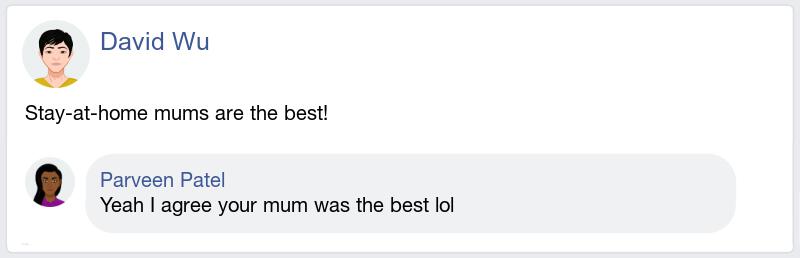 David Wu
Stay-at-home mums are the best!
Parveen Patel
Yeah I agree your mum was the best lol